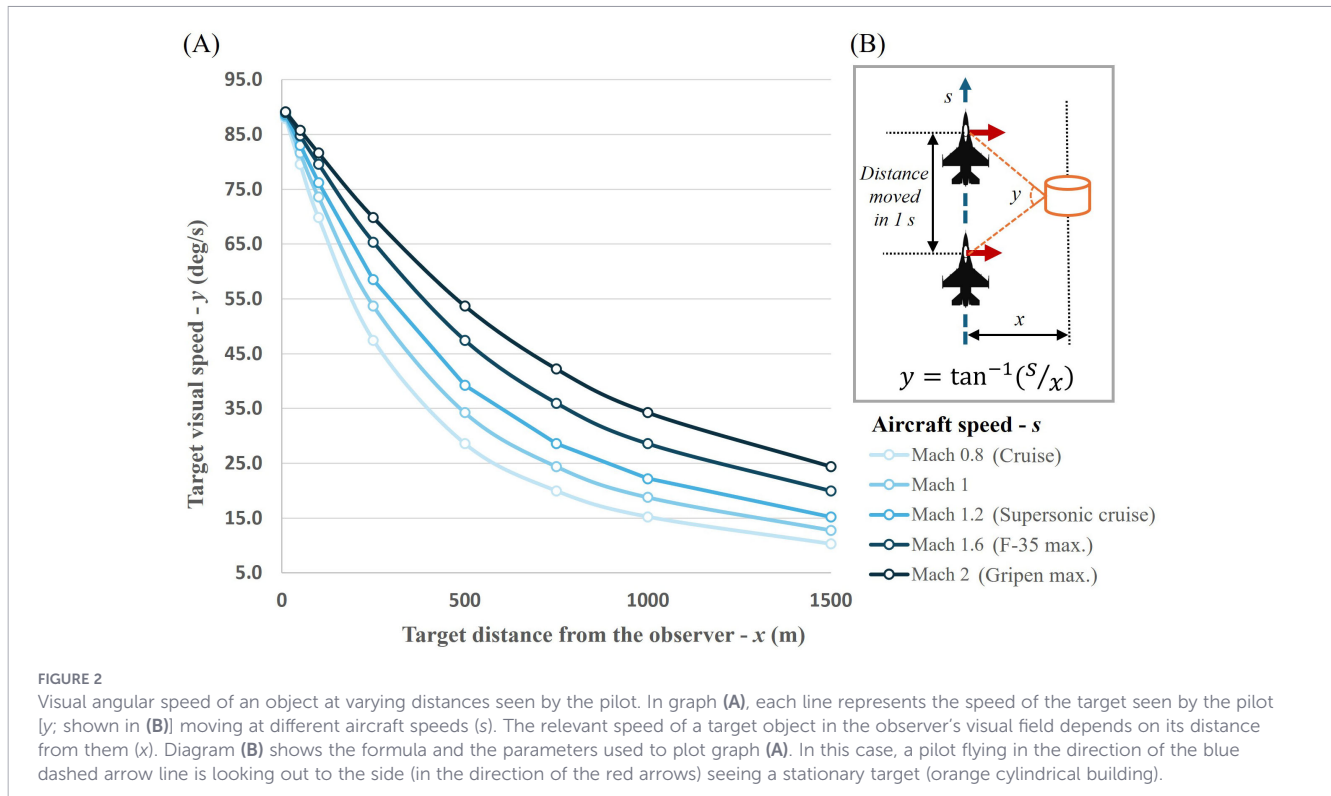 (A)
95.0
85.0
75.0
65.0
55.0
45.0
35.0
25.0
15.0
5.0
Target visual speed - y (deg/s)
0
500
1000
1500
Target distance from the observer - x (m)
(B)
s
Distance
moved
in 1 s
y
x
y = tan⁻¹(S/x)
Aircraft speed - s
Mach 0.8 (Cruise)
Mach 1
Mach 1.2 (Supersonic cruise)
Mach 1.6 (F-35 max.)
Mach 2 (Gripen max.)
FIGURE 2
Visual angular speed of an object at varying distances seen by the pilot. In graph (A), each line represents the speed of the target seen by the pilot
[y; shown in (B)] moving at different aircraft speeds (s). The relevant speed of a target object in the observer's visual field depends on its distance
from them (x). Diagram (B) shows the formula and the parameters used to plot graph (A). In this case, a pilot flying in the direction of the blue
dashed arrow line is looking out to the side (in the direction of the red arrows) seeing a stationary target (orange cylindrical building).